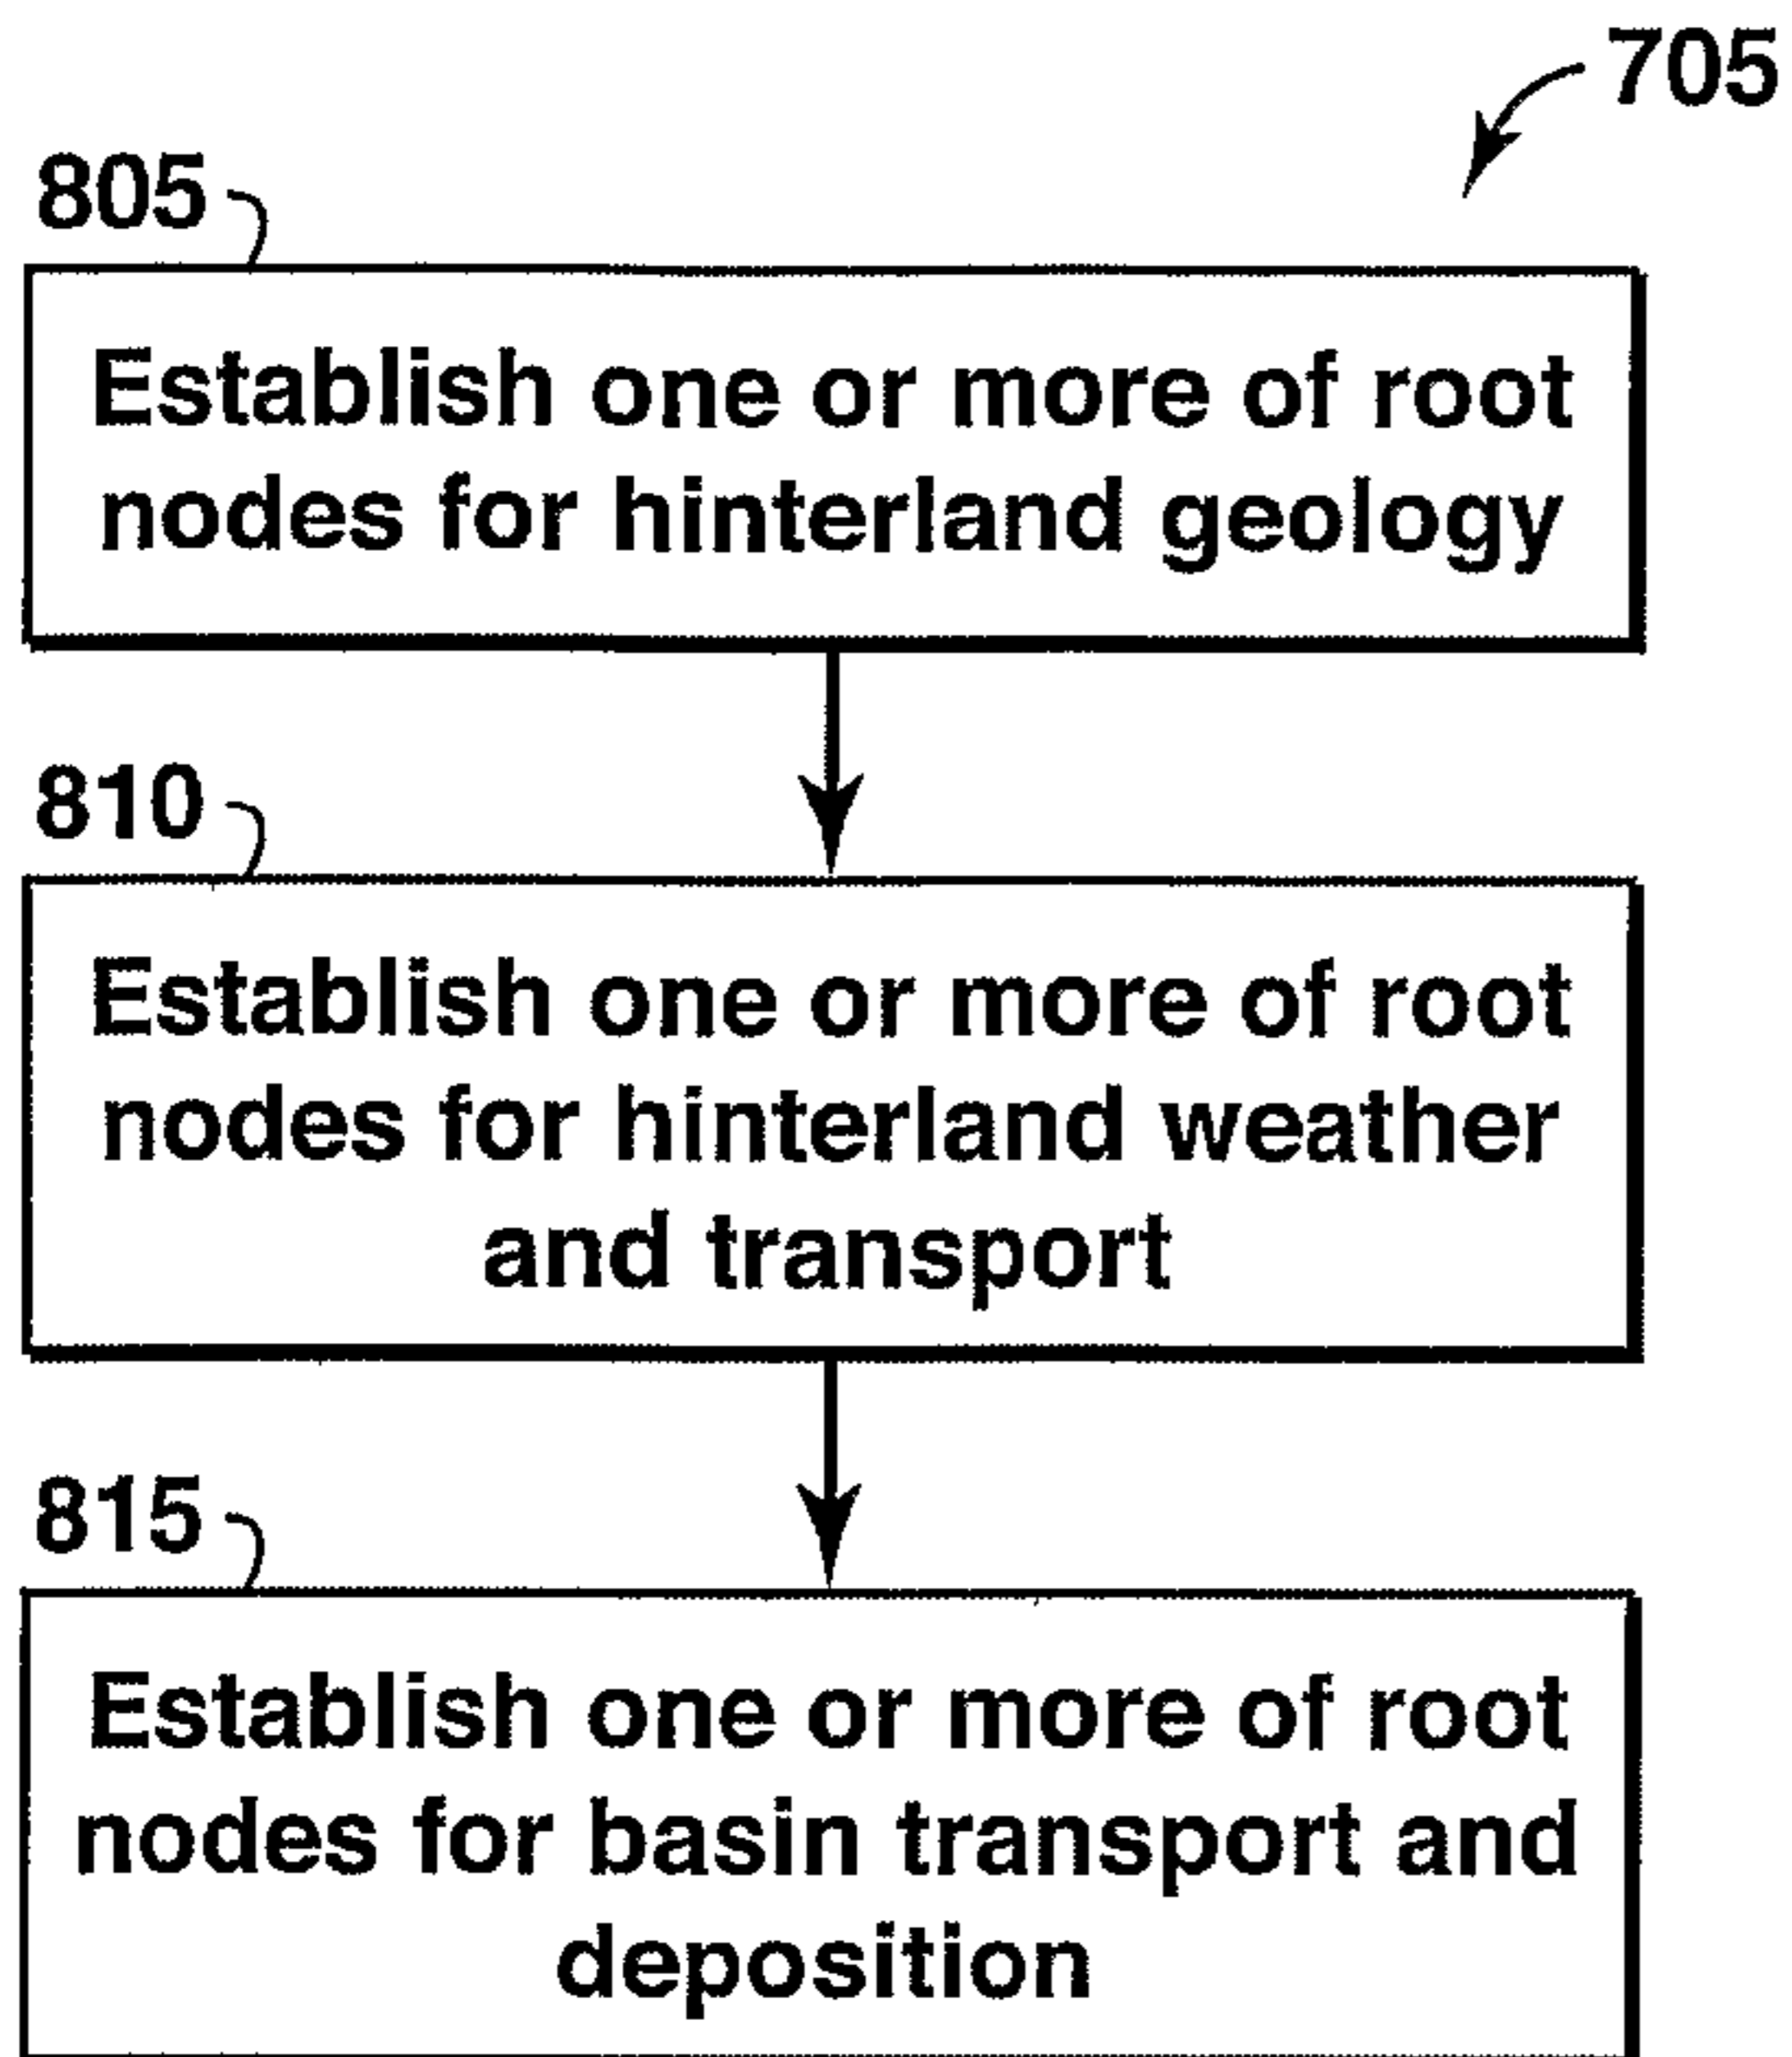 705
805
Establish one or more of root
nodes for hinterland geology
810
Establish one or more of root
nodes for hinterland weather
and transport
815
Establish one or more of root
nodes for basin transport and
deposition